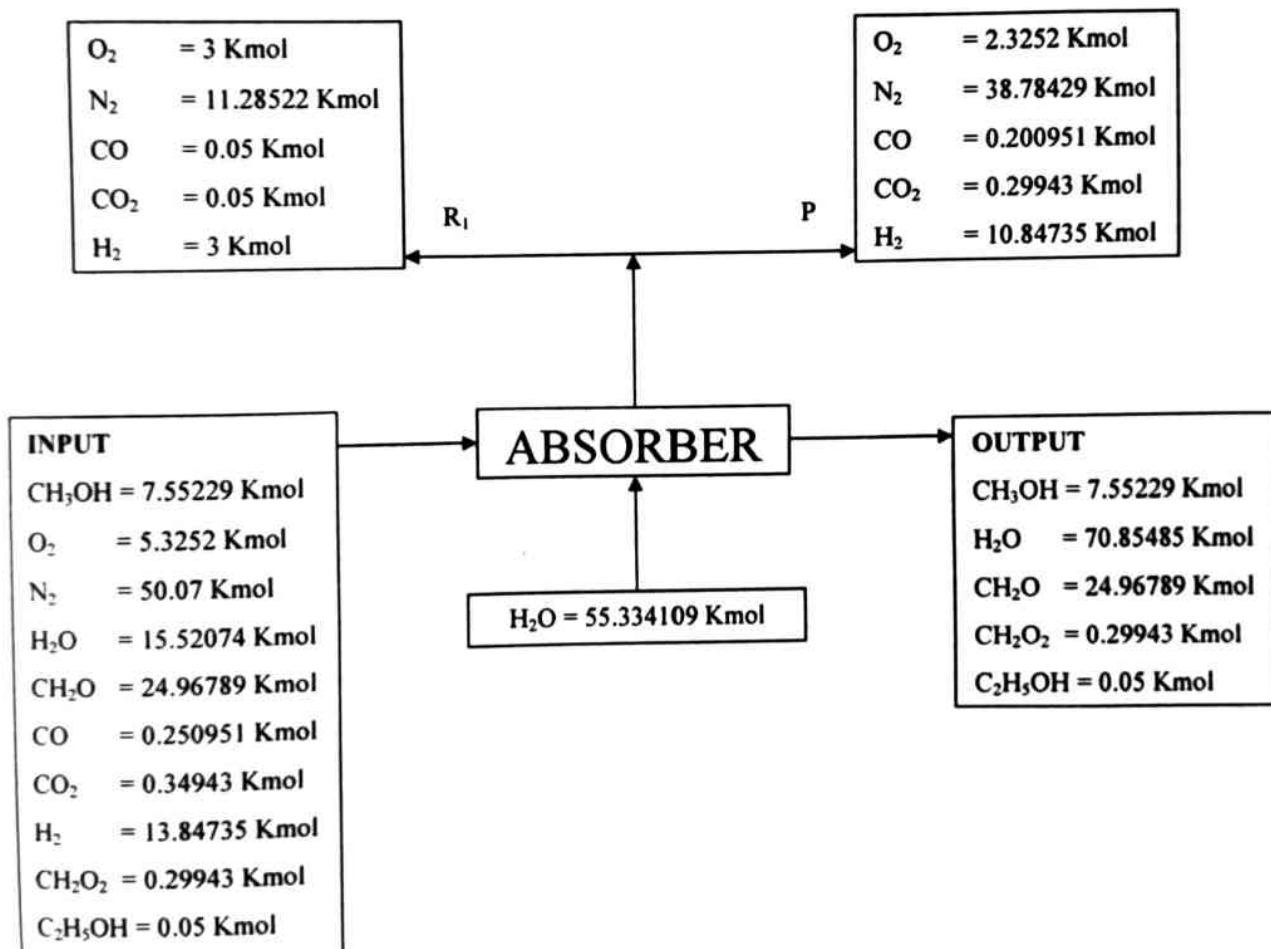 O₂ = 3 Kmol
N₂ = 11.28522 Kmol
CO = 0.05 Kmol
CO₂ = 0.05 Kmol
H₂ = 3 Kmol
O₂ = 2.3252 Kmol
N₂ = 38.78429 Kmol
CO = 0.200951 Kmol
CO₂ = 0.29943 Kmol
H₂ = 10.84735 Kmol
R₁
P
INPUT
CH₃OH = 7.55229 Kmol
O₂ = 5.3252 Kmol
N₂ = 50.07 Kmol
H₂O = 15.52074 Kmol
CH₂O = 24.96789 Kmol
CO = 0.250951 Kmol
CO₂ = 0.34943 Kmol
H₂ = 13.84735 Kmol
CH₂O₂ = 0.29943 Kmol
C₂H₅OH = 0.05 Kmol
ABSORBER
H₂O = 55.334109 Kmol
OUTPUT
CH₃OH = 7.55229 Kmol
H₂O = 70.85485 Kmol
CH₂O = 24.96789 Kmol
CH₂O₂ = 0.29943 Kmol
C₂H₅OH = 0.05 Kmol